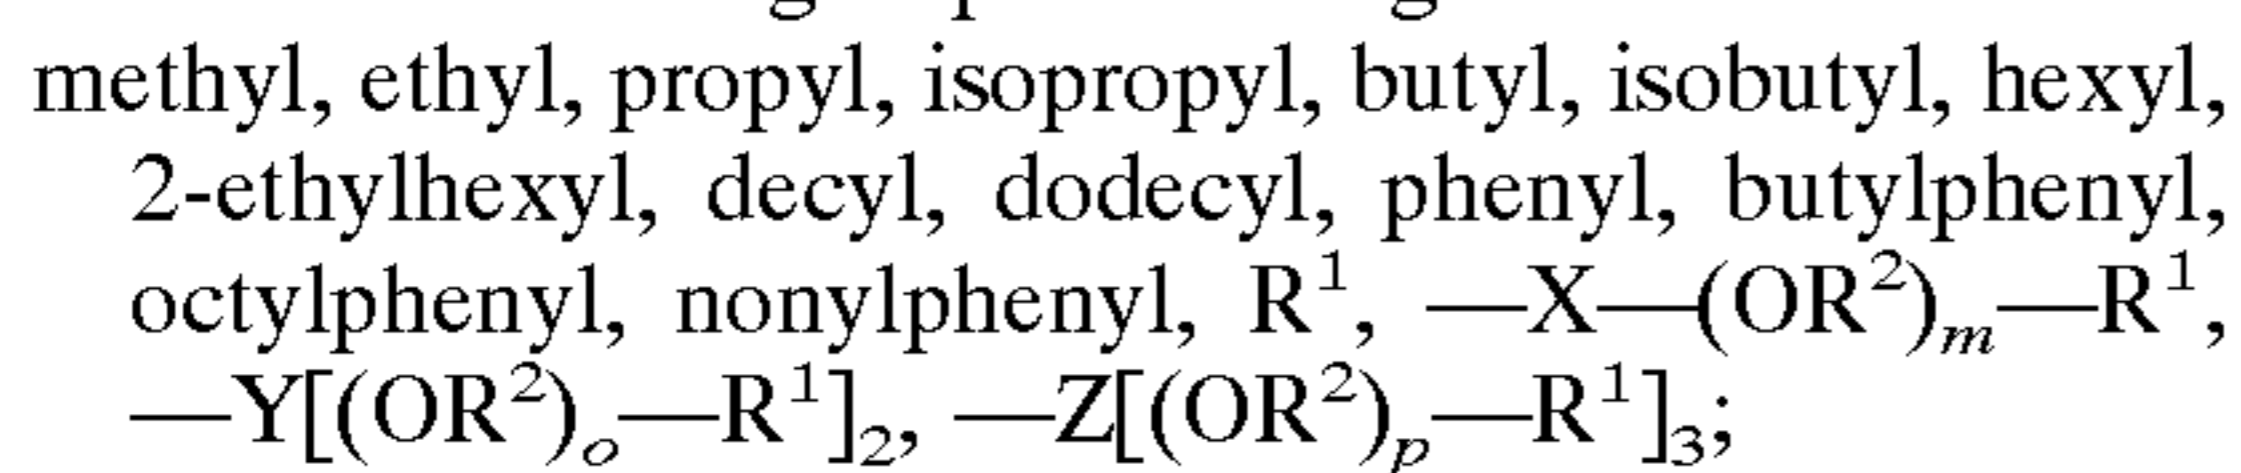 methyl, ethyl, propyl, isopropyl, butyl, isobutyl, hexyl,
2-ethylhexyl, decyl, dodecyl, phenyl, butylphenyl,
octylphenyl, nonylphenyl, R¹, —X—(OR²)ₘ—R¹,
—Y[(OR²)ₒ—R¹]₂, —Z[(OR²)ₚ—R¹]₃;